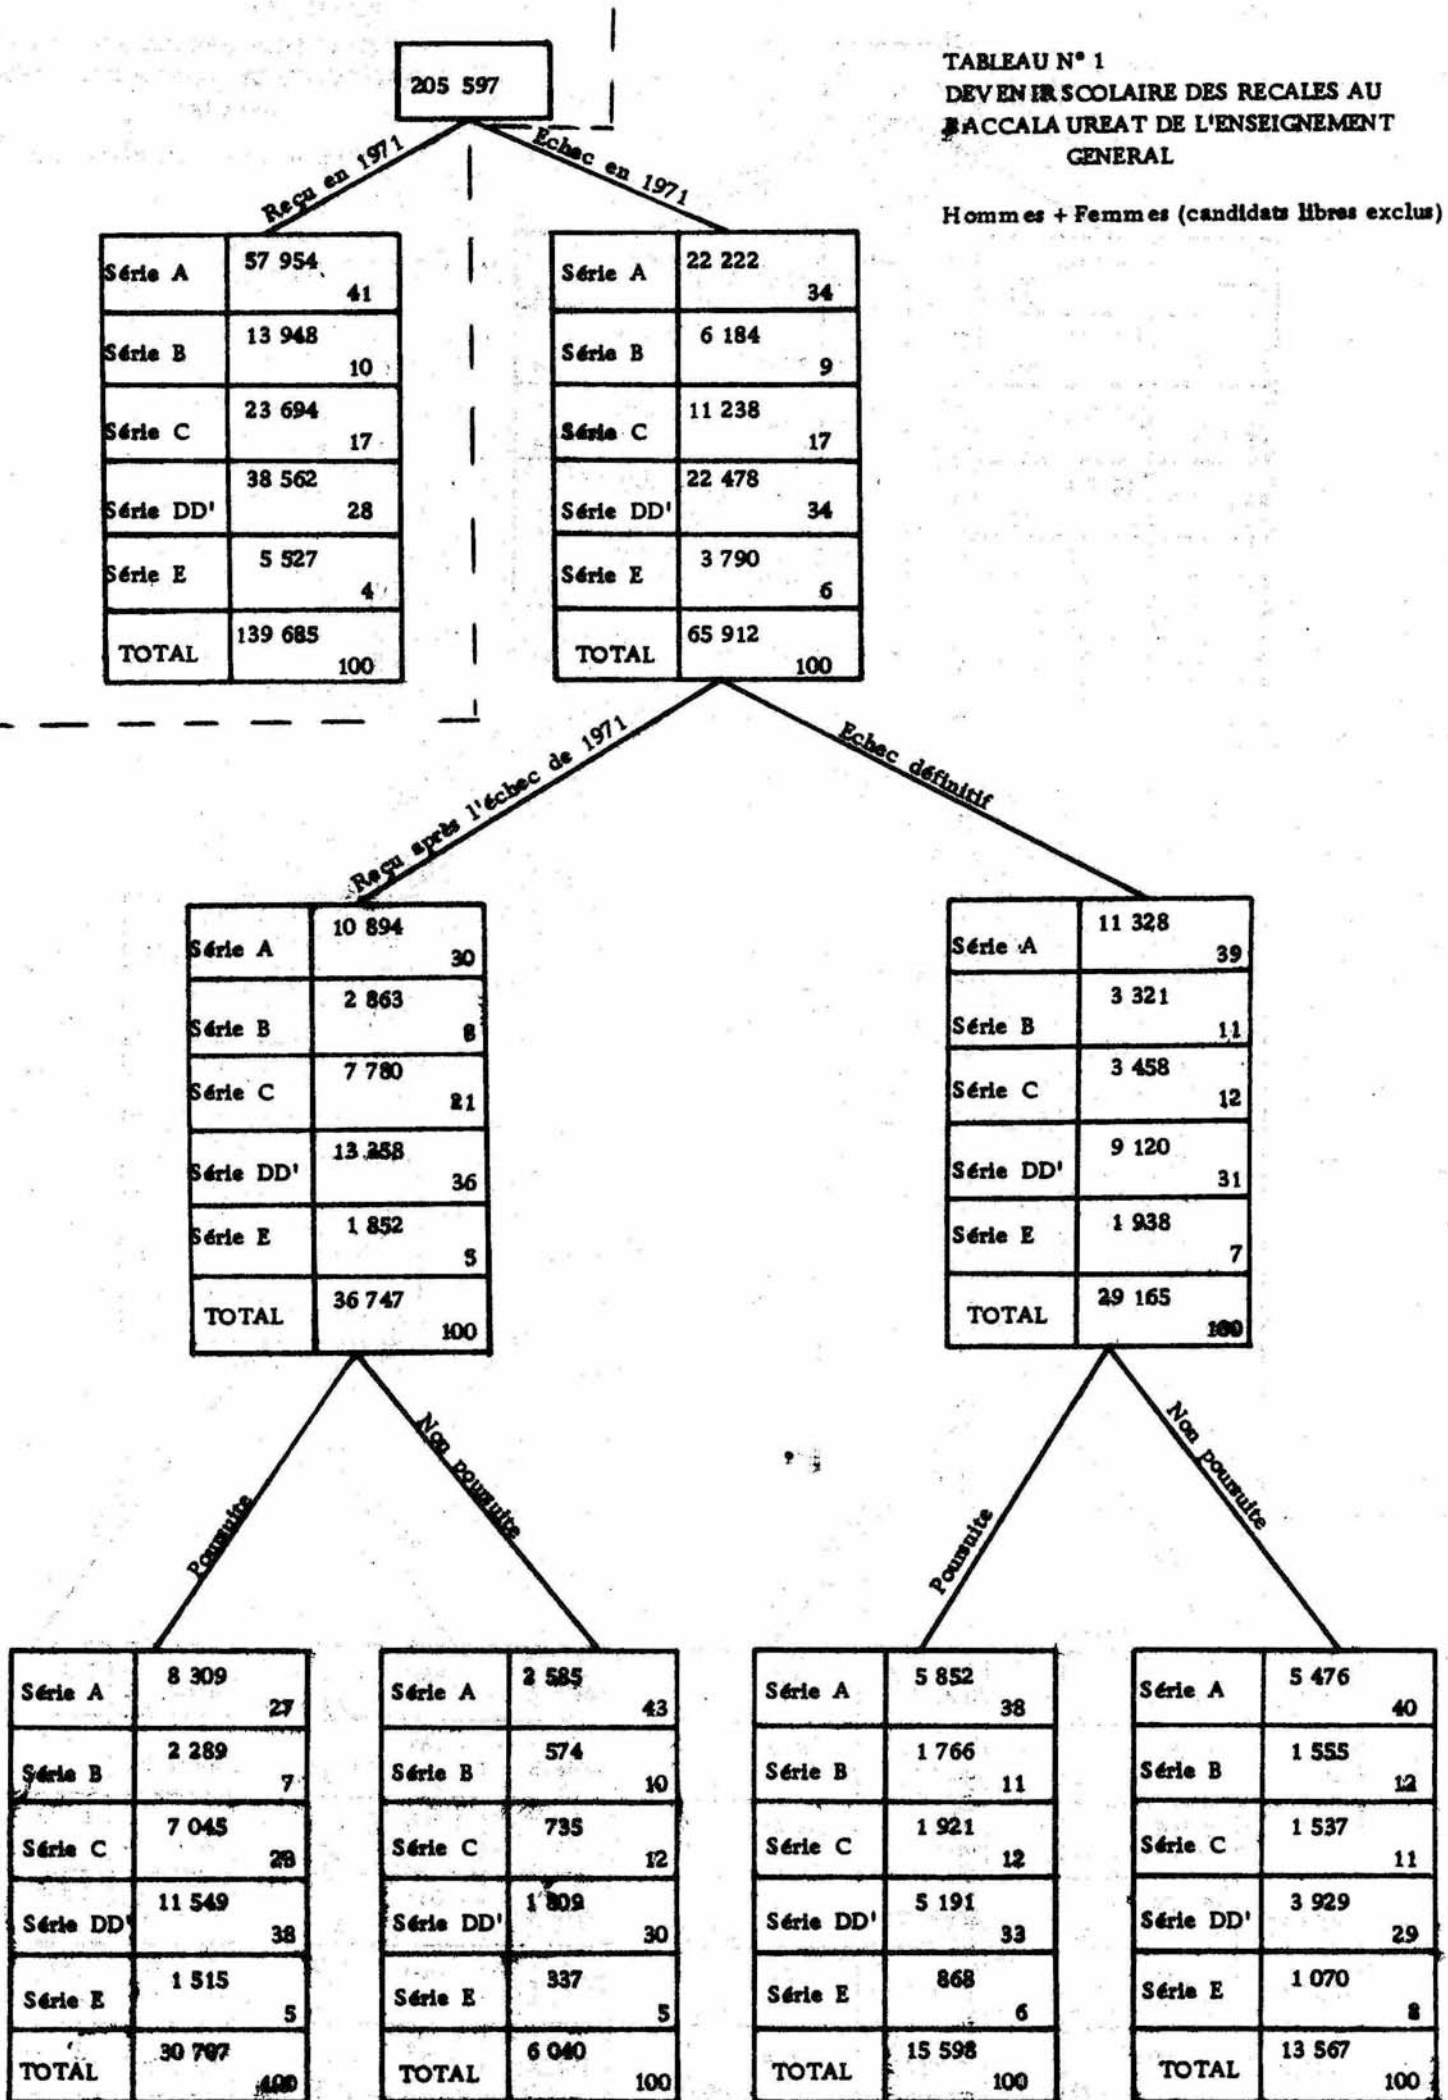 205 597
TABLEAU N° 1
DEVENIR SCOLAIRE DES RECALES AU
BACCALAUREAT DE L'ENSEIGNEMENT
GENERAL
Hommes + Femmes (candidats libres exclus)
Reçu en 1971
Echec en 1971
Série A 57 954 41
Série B 13 948 10
Série C 23 694 17
Série DD' 38 562 28
Série E 5 527 4
TOTAL 139 685 100
Série A 22 222 34
Série B 6 184 9
Série C 11 238 17
Série DD' 22 478 34
Série E 3 790 6
TOTAL 65 912 100
Reçu après l'échec de 1971
Echec définitif
Série A 10 894 30
Série B 2 863 8
Série C 7 780 21
Série DD' 13 358 36
Série E 1 852 5
TOTAL 36 747 100
Série A 11 328 39
Série B 3 321 11
Série C 3 458 12
Série DD' 9 120 31
Série E 1 938 7
TOTAL 29 165 100
Poursuite
Non poursuite
Poursuite
Non poursuite
Série A 8 309 27
Série B 2 289 7
Série C 7 045
Série DD' 11 549 38
Série E 1 515 5
TOTAL 30 707 100
Série A 2 585 43
Série B 574 10
Série C 735 12
Série DD' 1 809 30
Série E 337 5
TOTAL 6 040 100
Série A 5 852 38
Série B 1 766 11
Série C 1 921 12
Série DD' 5 191 33
Série E 868 6
TOTAL 15 598 100
Série A 5 476 40
Série B 1 555 12
Série C 1 537 11
Série DD' 3 929 29
Série E 1 070 8
TOTAL 13 567 100